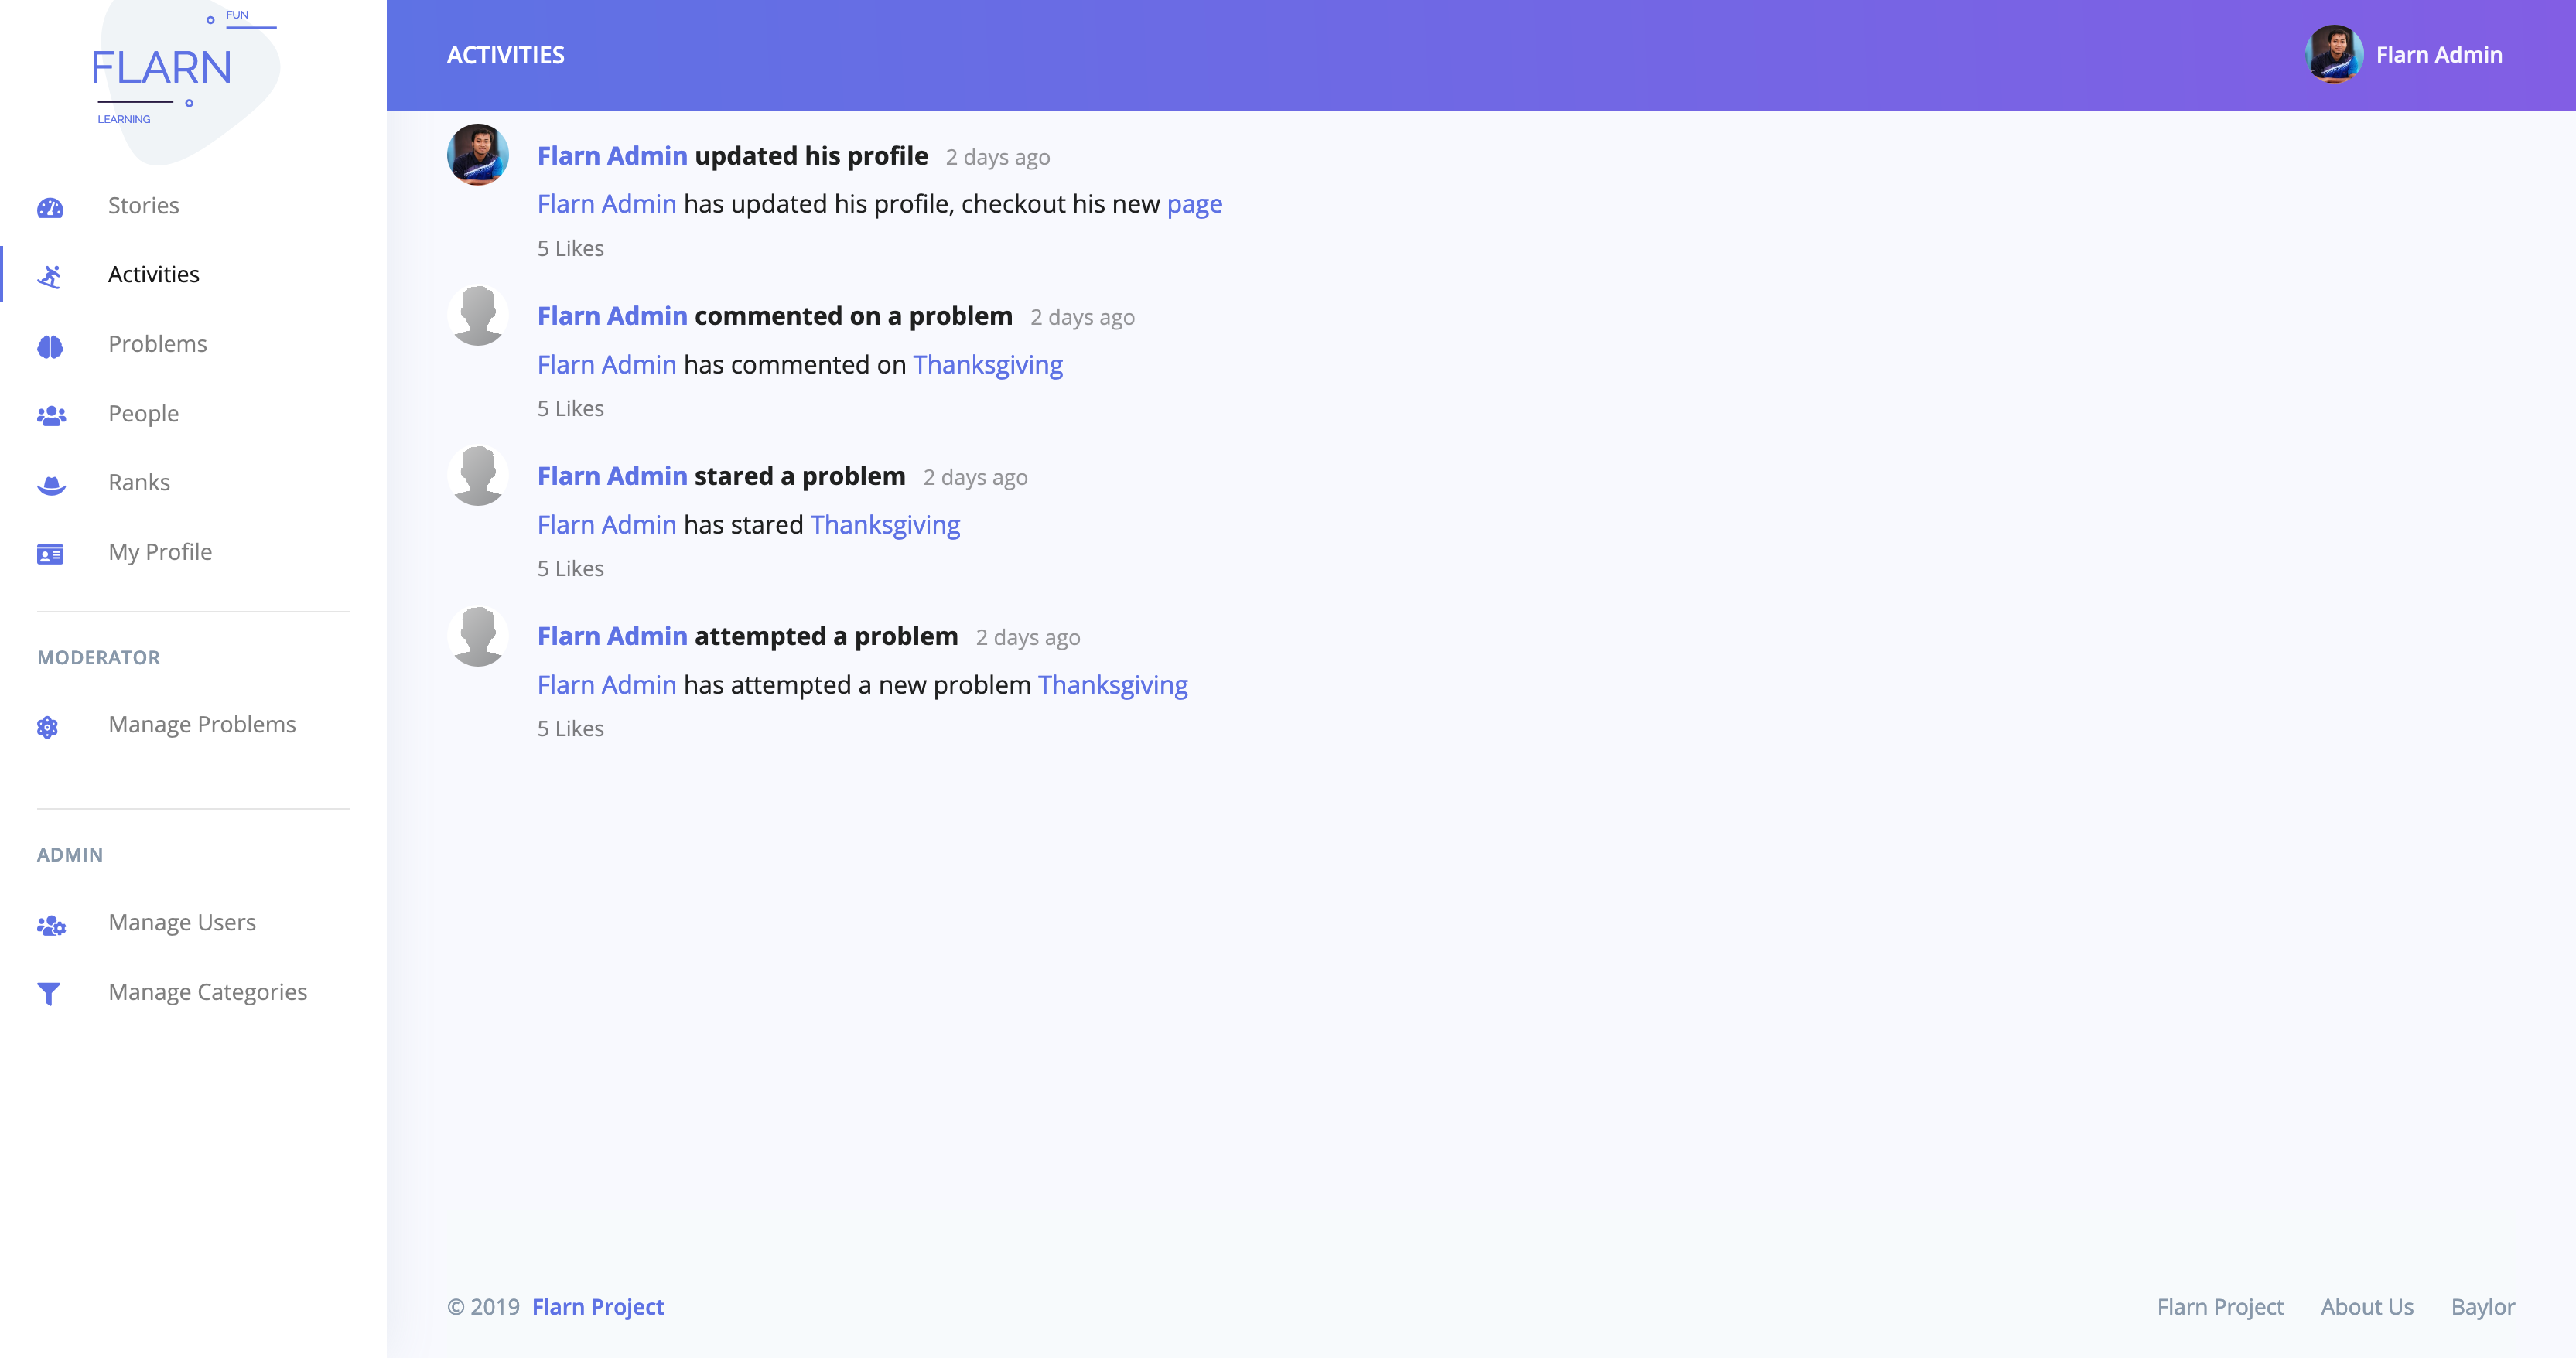 FUN
FLARN
LEARNING
Stories
Activities
Problems
People
Ranks
My Profile
MODERATOR
Manage Problems
ADMIN
Manage Users
Manage Categories
ACTIVITIES
Flarn Admin
Flarn Admin updated his profile 2 days ago
Flarn Admin has updated his profile, checkout his new page
5 Likes
Flarn Admin commented on a problem 2 days ago
Flarn Admin has commented on Thanksgiving
5 Likes
Flarn Admin stared a problem 2 days ago
Flarn Admin has stared Thanksgiving
5 Likes
Flarn Admin attempted a problem 2 days ago
Flarn Admin has attempted a new problem Thanksgiving
5 Likes
© 2019 Flarn Project
Flarn Project About Us Baylor